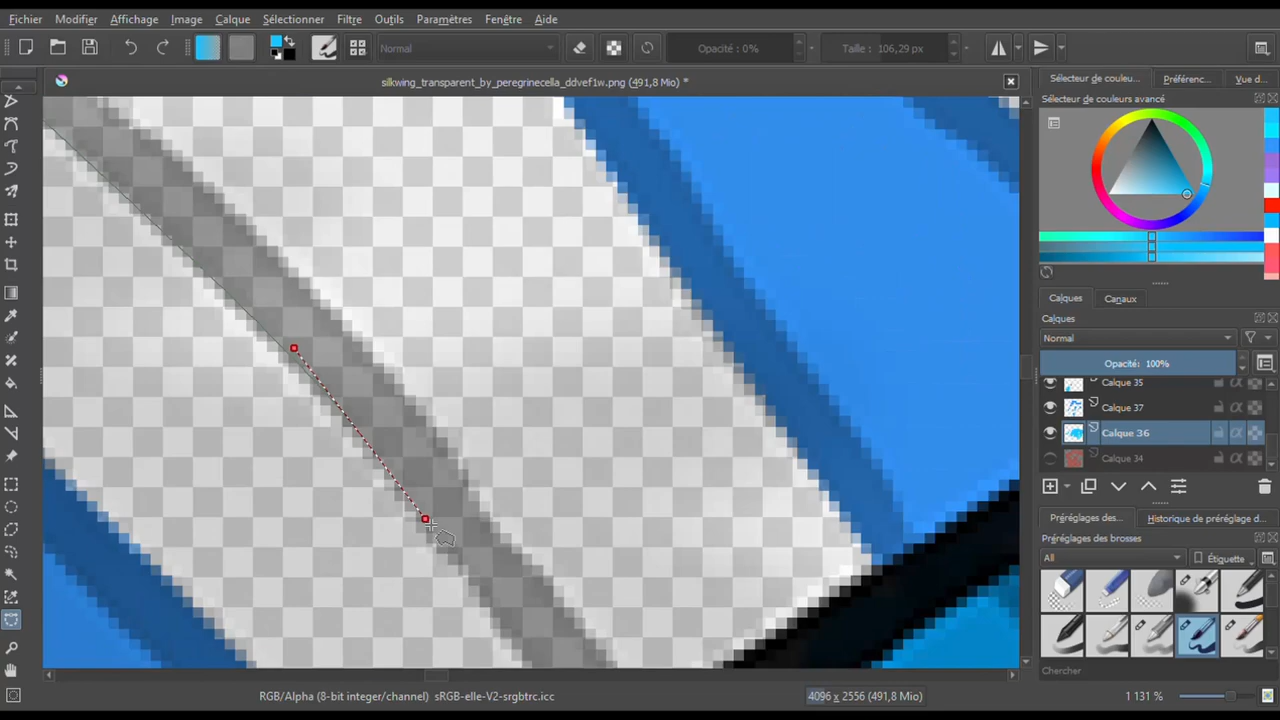 Fichier Modifier Affichage Image Calque Sélectionner Filtre Outils Paramètres Fenêtre Aide
Normal Opacité : 0% Taille : 106,29 px
silkwing_transparent_by_peregrinecella_ddvef1w.png (491,8 Mio) *
Sélecteur de couleu... Préférenc... Vue d...
Sélecteur de couleurs avancé
Calques Canaux
Calques
Normal
Opacité: 100%
Calque 35
Calque 37
Calque 36
Calque 34
Préréglages des... Historique de préréglage d...
Préréglages des brosses
All Étiquette
Chercher
RGB/Alpha (8-bit integer/channel) sRGB-elle-V2-srgbtrc.icc 4096 x 2556 (491,8 Mio) 1 131 %